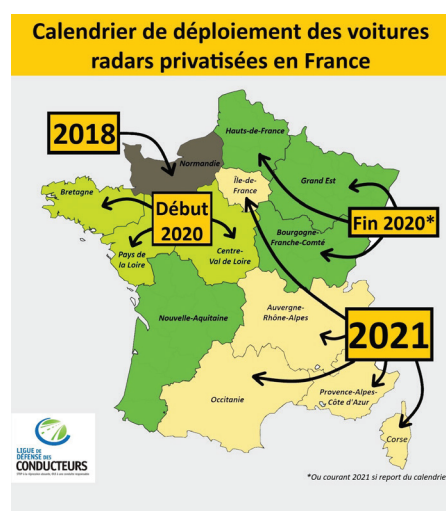 Calendrier de déploiement des voitures
radars privatisées en France
2018
Hauts-de-France
Normandie
Île-de-
France
Grand Est
Bretagne
Début
2020
Fin 2020*
Pays de
la Loire
Centre-
Val de Loire
Bourgogne-
Franche-Comté
Nouvelle-Aquitaine
Auvergne-
Rhône-Alpes
2021
Occitanie
Provence-Alpes-
Côte d'Azur
Corse
LIGUE DE
DÉFENSE DES
CONDUCTEURS
*Ou courant 2021 si report du calendrie